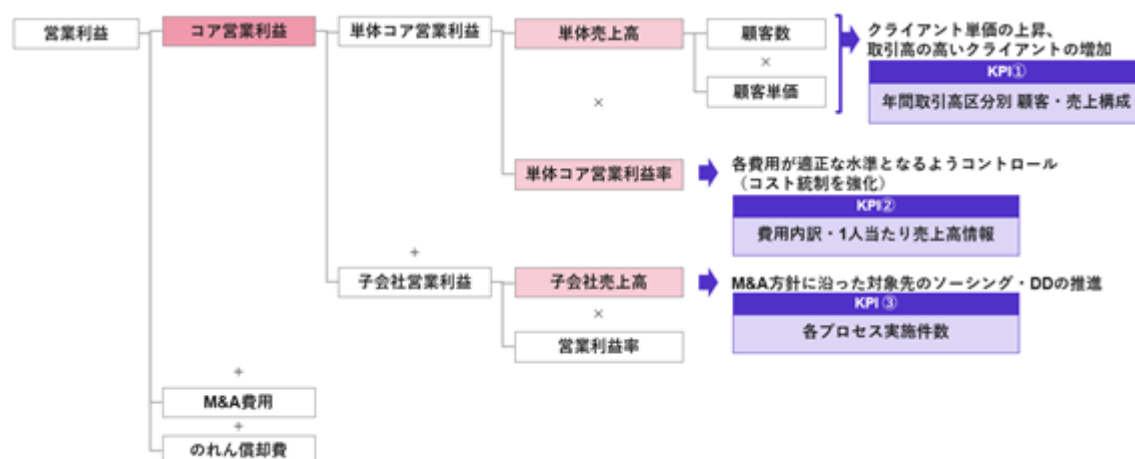 営業利益
コア営業利益
単体コア営業利益
単体売上高
顧客数
×
顧客単価
クライアント単価の上昇、
取引高の高いクライアントの増加
KPI①
年間取引高区分別 顧客・売上構成
×
単体コア営業利益率
各費用が適正な水準となるようコントロール
（コスト統制を強化）
KPI②
費用内訳・1人当たり売上高情報
+
子会社営業利益
子会社売上高
×
営業利益率
M&A方針に沿った対象先のソーシング・DDの推進
KPI ③
各プロセス実施件数
+
M&A費用
+
のれん償却費